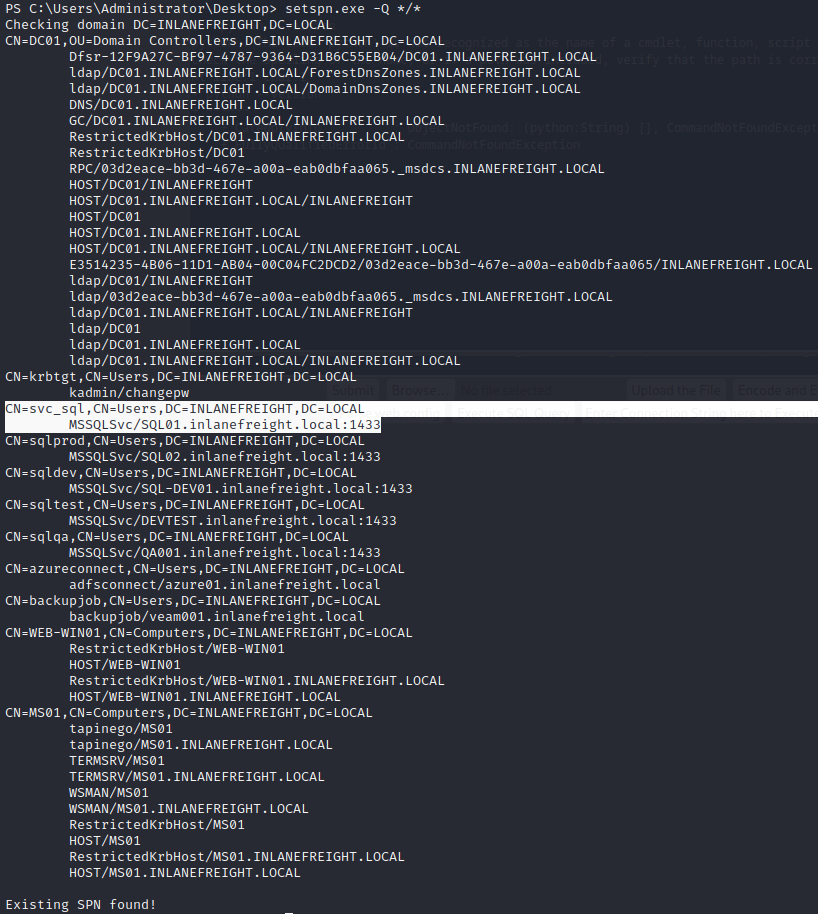 PS C:\Users\Administrator\Desktop> setspn.exe -Q */*
Checking domain DC=INLANEFREIGHT,DC=LOCAL
CN=DC01,OU=Domain Controllers,DC=INLANEFREIGHT,DC=LOCAL
Dfsr-12F9A27C-BF97-4787-9364-D31B6C55EB04/DC01.INLANEFREIGHT.LOCAL
ldap/DC01.INLANEFREIGHT.LOCAL/ForestDnsZones.INLANEFREIGHT.LOCAL
ldap/DC01.INLANEFREIGHT.LOCAL/DomainDnsZones.INLANEFREIGHT.LOCAL
DNS/DC01.INLANEFREIGHT.LOCAL
GC/DC01.INLANEFREIGHT.LOCAL/INLANEFREIGHT.LOCAL
RestrictedKrbHost/DC01.INLANEFREIGHT.LOCAL
RestrictedKrbHost/DC01
RPC/03d2eace-bb3d-467e-a00a-eab0dbfaa065._msdcs.INLANEFREIGHT.LOCAL
HOST/DC01/INLANEFREIGHT
HOST/DC01.INLANEFREIGHT.LOCAL/INLANEFREIGHT
HOST/DC01
HOST/DC01.INLANEFREIGHT.LOCAL
HOST/DC01.INLANEFREIGHT.LOCAL/INLANEFREIGHT.LOCAL
E3514235-4B06-11D1-AB04-00C04FC2DCD2/03d2eace-bb3d-467e-a00a-eab0dbfaa065/INLANEFREIGHT.LOCAL
ldap/DC01/INLANEFREIGHT
ldap/03d2eace-bb3d-467e-a00a-eab0dbfaa065._msdcs.INLANEFREIGHT.LOCAL
ldap/DC01.INLANEFREIGHT.LOCAL/INLANEFREIGHT
ldap/DC01
ldap/DC01.INLANEFREIGHT.LOCAL
ldap/DC01.INLANEFREIGHT.LOCAL/INLANEFREIGHT.LOCAL
CN=krbtgt,CN=Users,DC=INLANEFREIGHT,DC=LOCAL
kadmin/changepw
CN=svc_sql,CN=Users,DC=INLANEFREIGHT,DC=LOCAL
MSSQLSvc/SQL01.inlanefreight.local:1433
CN=sqlprod,CN=Users,DC=INLANEFREIGHT,DC=LOCAL
MSSQLSvc/SQL02.inlanefreight.local:1433
CN=sqldev,CN=Users,DC=INLANEFREIGHT,DC=LOCAL
MSSQLSvc/SQL-DEV01.inlanefreight.local:1433
CN=sqltest,CN=Users,DC=INLANEFREIGHT,DC=LOCAL
MSSQLSvc/DEVTEST.inlanefreight.local:1433
CN=sqlqa,CN=Users,DC=INLANEFREIGHT,DC=LOCAL
MSSQLSvc/QA001.inlanefreight.local:1433
CN=azureconnect,CN=Users,DC=INLANEFREIGHT,DC=LOCAL
adfsconnect/azure01.inlanefreight.local
CN=backupjob,CN=Users,DC=INLANEFREIGHT,DC=LOCAL
backupjob/veam001.inlanefreight.local
CN=WEB-WIN01,CN=Computers,DC=INLANEFREIGHT,DC=LOCAL
RestrictedKrbHost/WEB-WIN01
HOST/WEB-WIN01
RestrictedKrbHost/WEB-WIN01.INLANEFREIGHT.LOCAL
HOST/WEB-WIN01.INLANEFREIGHT.LOCAL
CN=MS01,CN=Computers,DC=INLANEFREIGHT,DC=LOCAL
tapinego/MS01
tapinego/MS01.INLANEFREIGHT.LOCAL
TERMSRV/MS01
TERMSRV/MS01.INLANEFREIGHT.LOCAL
WSMAN/MS01
WSMAN/MS01.INLANEFREIGHT.LOCAL
RestrictedKrbHost/MS01
HOST/MS01
RestrictedKrbHost/MS01.INLANEFREIGHT.LOCAL
HOST/MS01.INLANEFREIGHT.LOCAL
Existing SPN found!